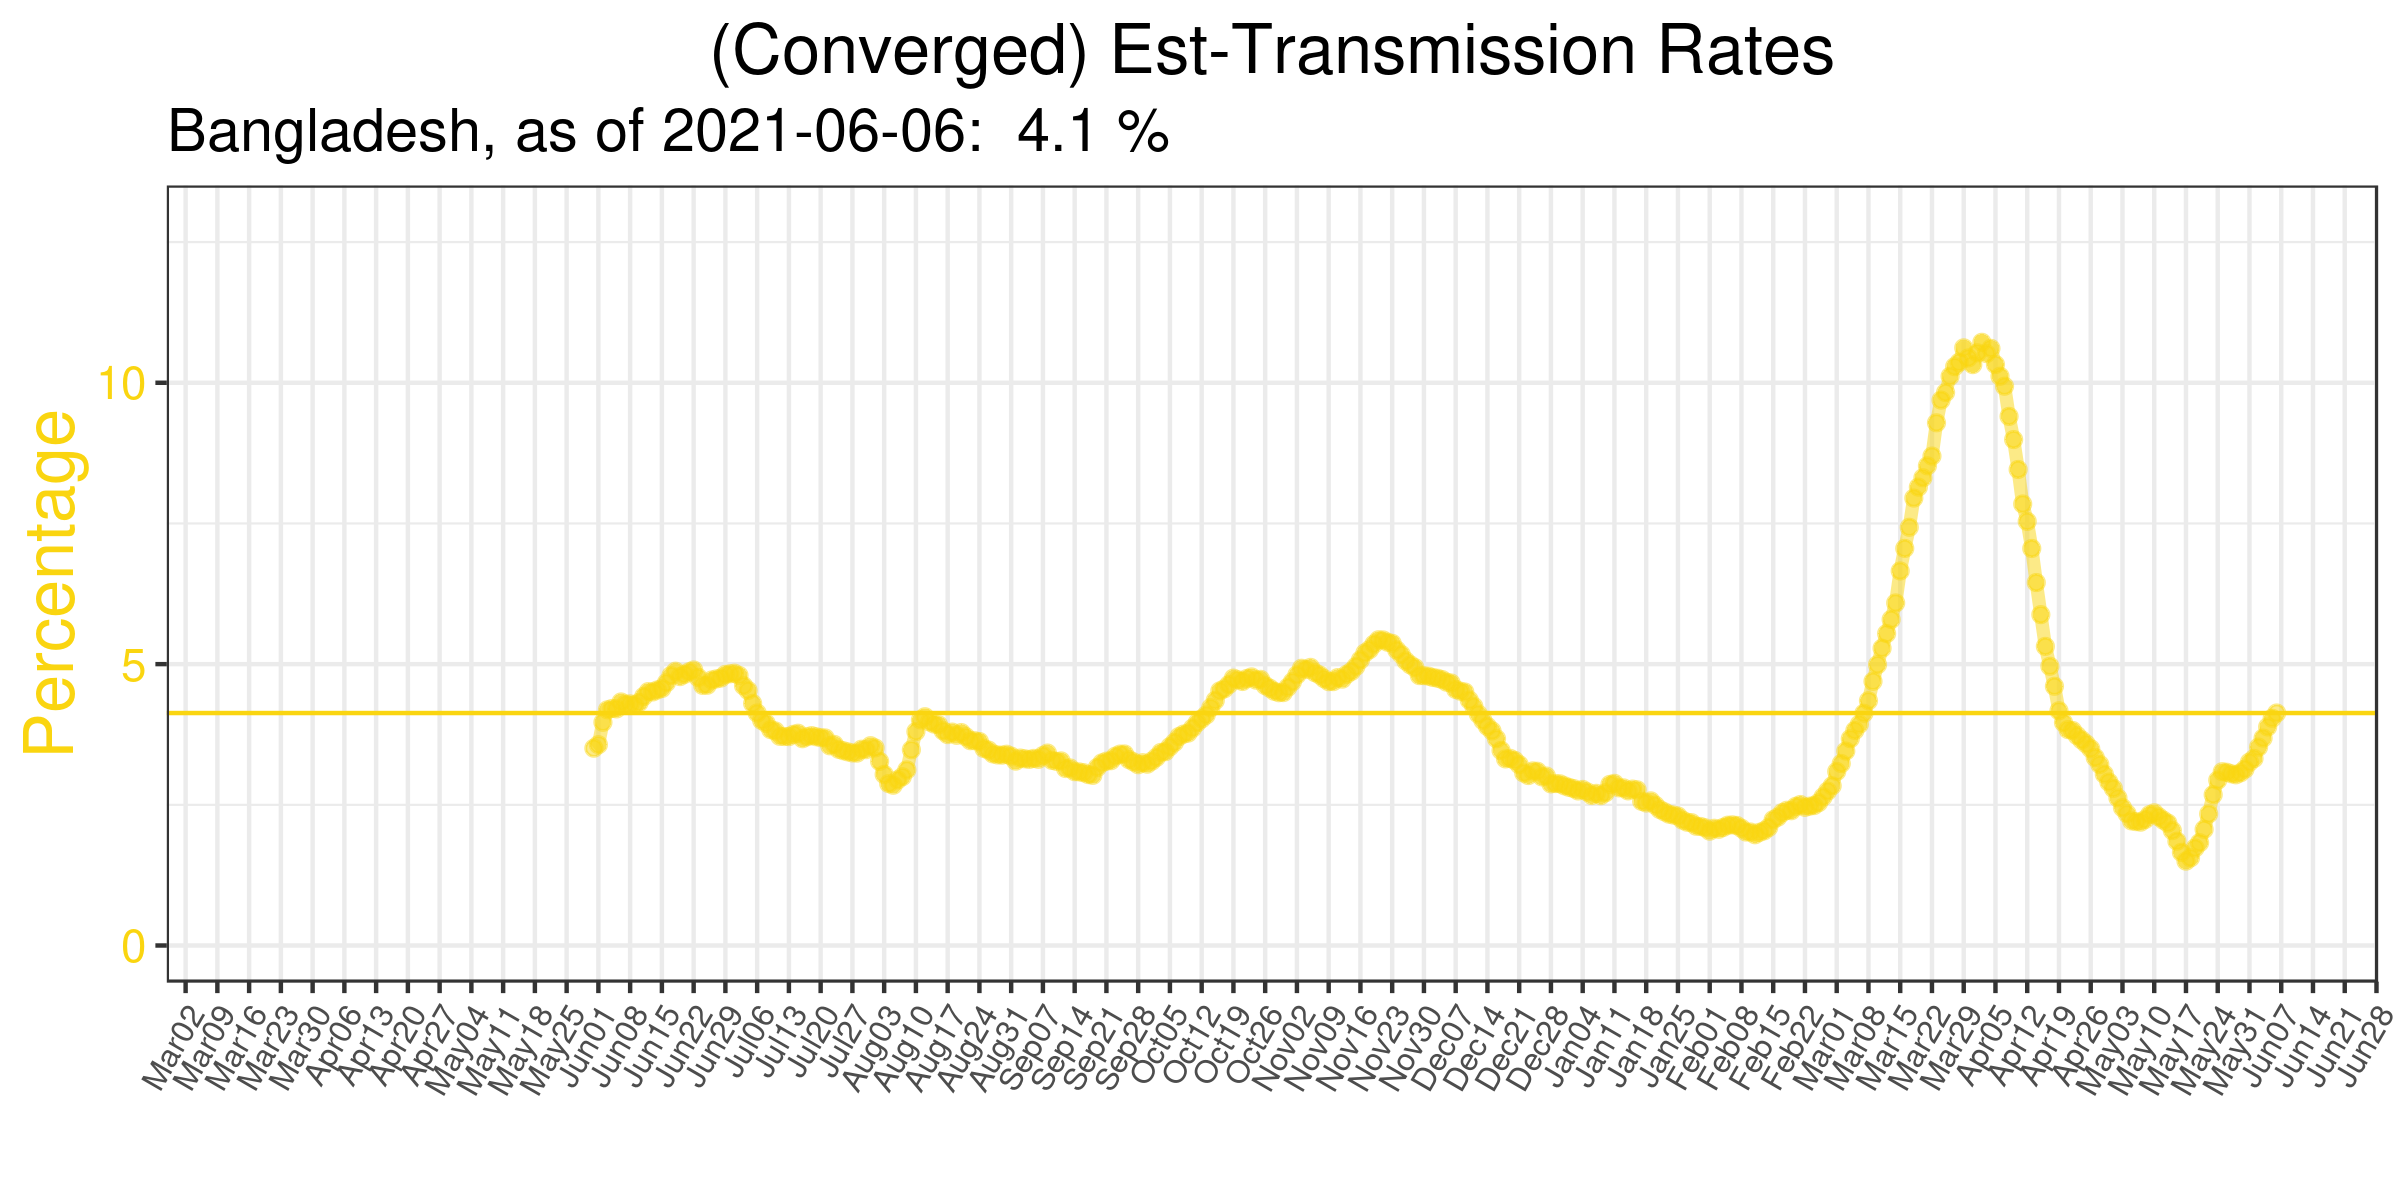 (Converged) Est-Transmission Rates
Bangladesh, as of 2021-06-06:  4.1 %
Percentage
10
5
0
Mar02
Mar09
Mar16
Mar23
Mar30
Apr06
Apr13
Apr20
Apr27
May04
May11
May18
May25
Jun01
Jun08
Jun15
Jun22
Jun29
Jul06
Jul13
Jul20
Jul27
Aug03
Aug10
Aug17
Aug24
Aug31
Sep07
Sep14
Sep21
Sep28
Oct05
Oct12
Oct19
Oct26
Nov02
Nov09
Nov16
Nov23
Nov30
Dec07
Dec14
Dec21
Dec28
Jan04
Jan11
Jan18
Jan25
Feb01
Feb08
Feb15
Feb22
Mar01
Mar08
Mar15
Mar22
Mar29
Apr05
Apr12
Apr19
Apr26
May03
May10
May17
May24
May31
Jun07
Jun14
Jun21
Jun28